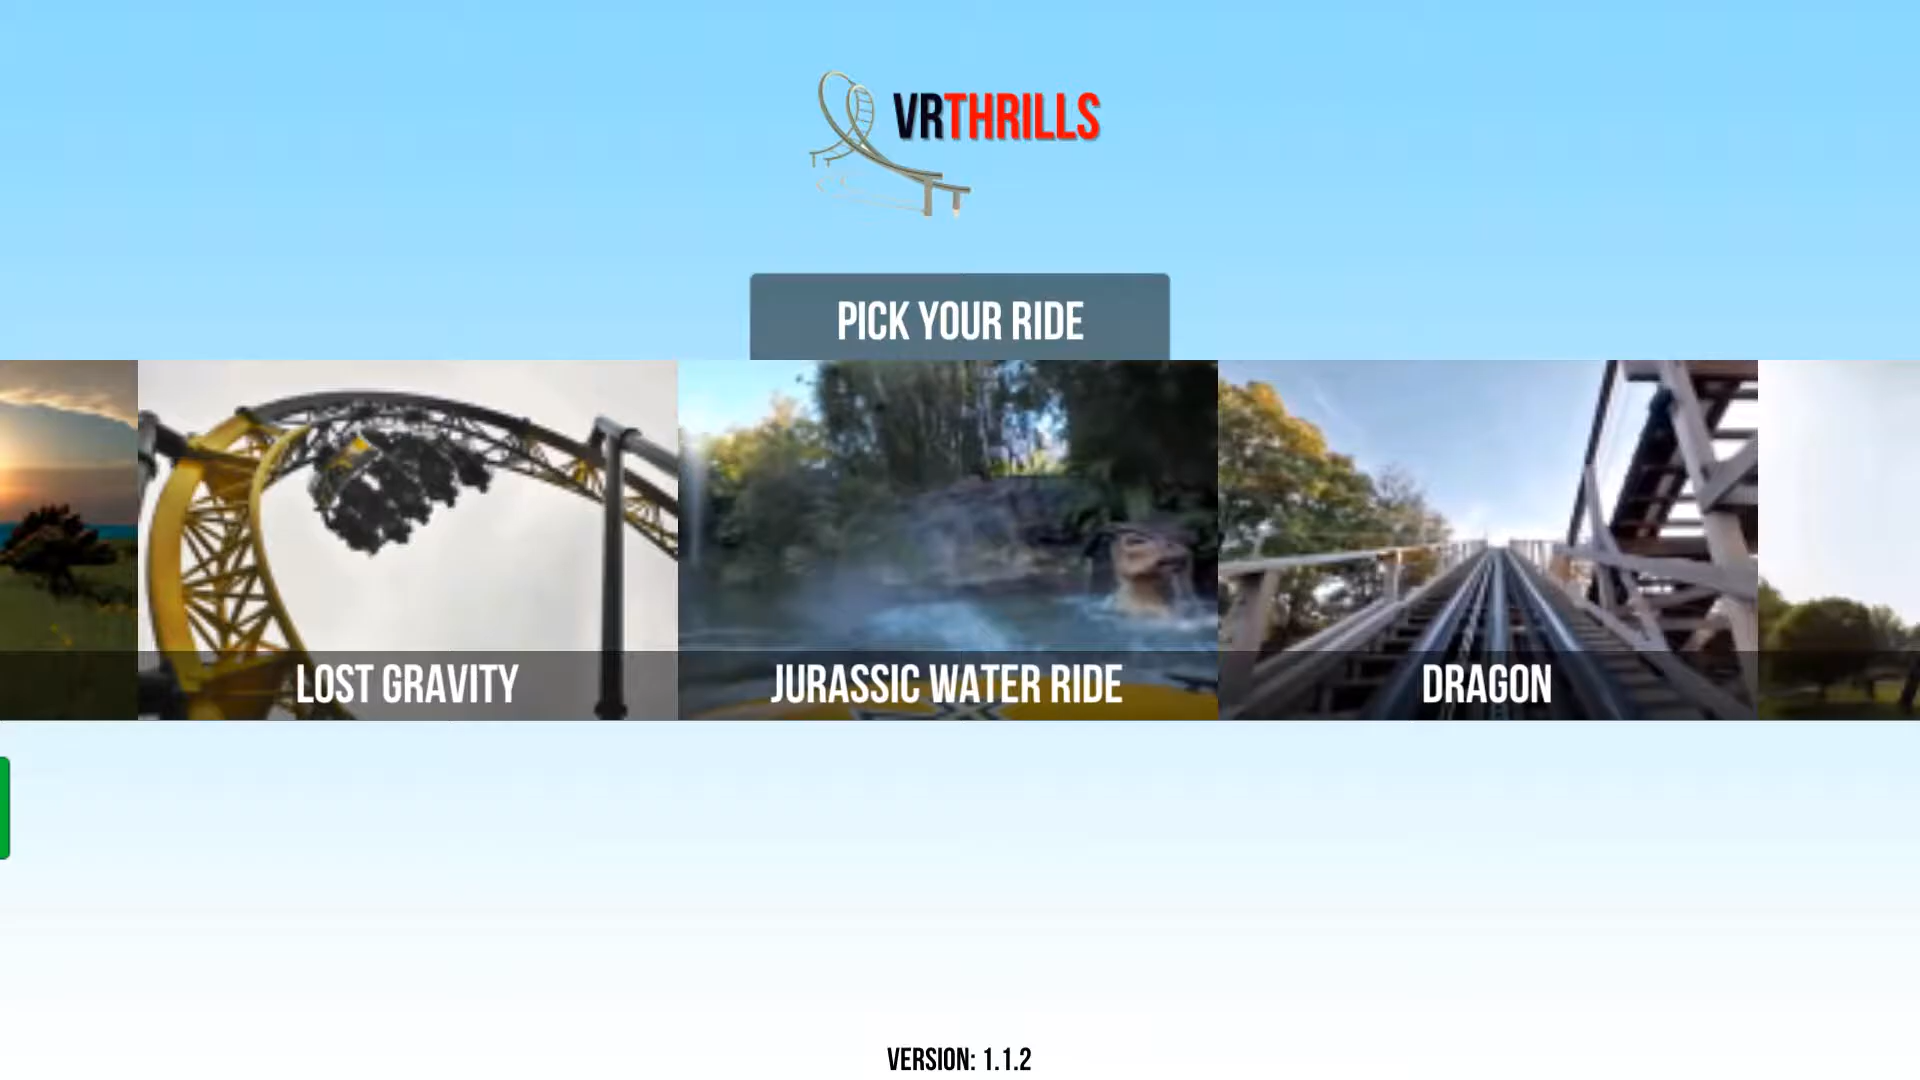 VRTHRILLS
PICK YOUR RIDE
LOST GRAVITY
JURASSIC WATER RIDE
DRAGON
VERSION: 1.1.2